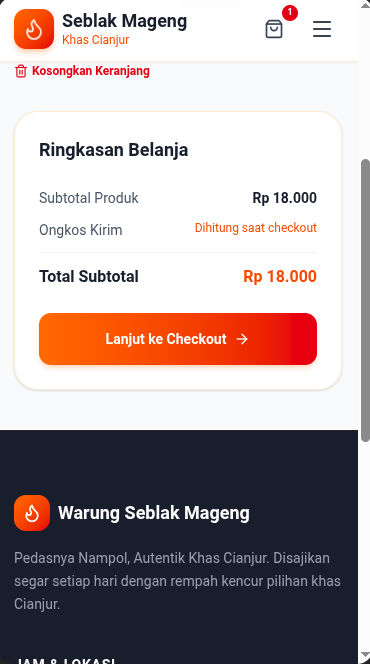 Seblak Mageng
Khas Cianjur
1
Kosongkan Keranjang
Ringkasan Belanja
Subtotal Produk Rp 18.000
Ongkos Kirim Dihitung saat checkout
Total Subtotal Rp 18.000
Lanjut ke Checkout →
Warung Seblak Mageng
Pedasnya Nampol, Autentik Khas Cianjur. Disajikan
segar setiap hari dengan rempah kencur pilihan khas
Cianjur.
JAM & LOKASI